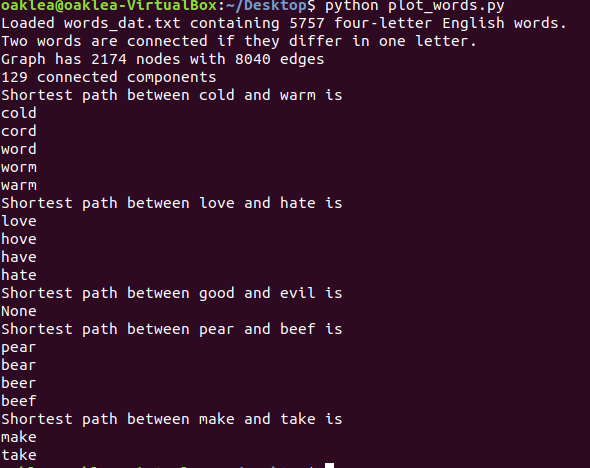 oaklea@oaklea-VirtualBox:~/Desktop$ python plot_words.py
Loaded words_dat.txt containing 5757 four-letter English words.
Two words are connected if they differ in one letter.
Graph has 2174 nodes with 8040 edges
129 connected components
Shortest path between cold and warm is
cold
cord
word
worm
warm
Shortest path between love and hate is
love
hove
have
hate
Shortest path between good and evil is
None
Shortest path between pear and beef is
pear
bear
beer
beef
Shortest path between make and take is
make
take